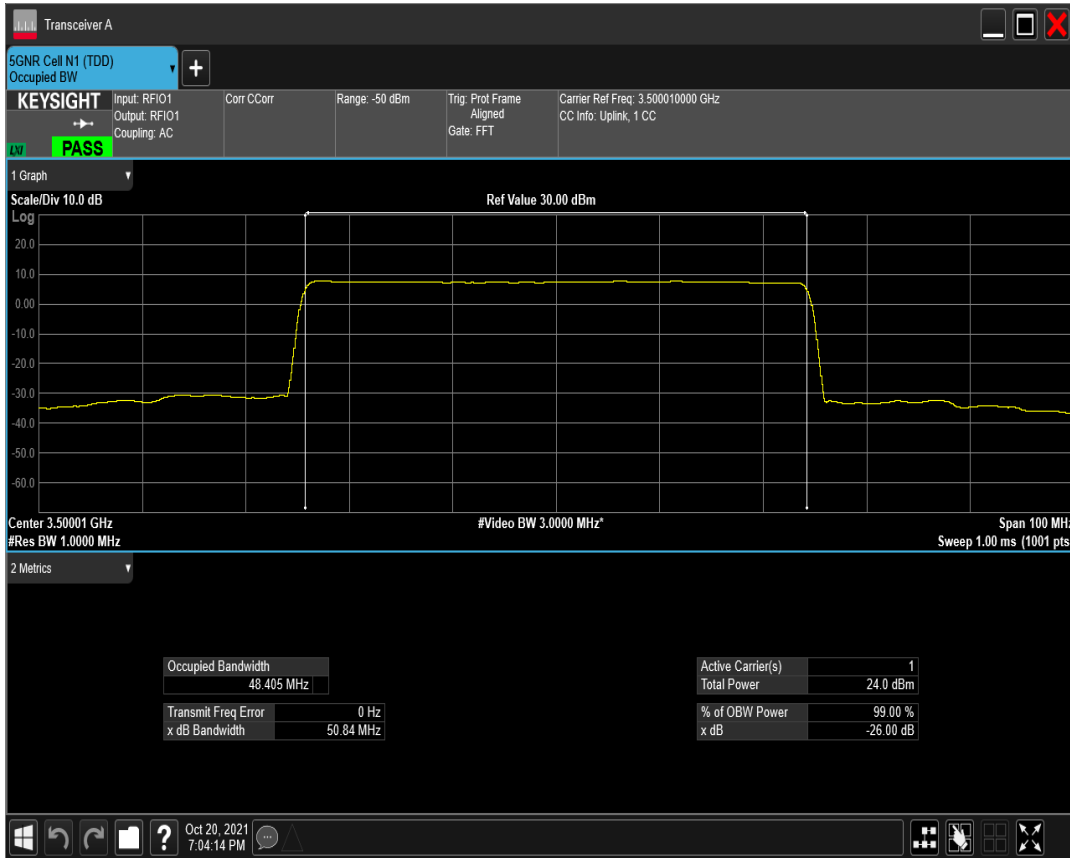 Transceiver A
5GNR Cell N1 (TDD)
Occupied BW
+
KEYSIGHT
LXI
PASS
Input: RFIO1
Output: RFIO1
Coupling: AC
Corr CCorr
Range: -50 dBm
Trig: Prot Frame
Aligned
Gate: FFT
Carrier Ref Freq: 3.500010000 GHz
CC Info: Uplink, 1 CC
1 Graph
Scale/Div 10.0 dB
Ref Value 30.00 dBm
Log
20.0
10.0
0.00
-10.0
-20.0
-30.0
-40.0
-50.0
-60.0
Center 3.50001 GHz
#Video BW 3.0000 MHz*
Span 100 MHz
#Res BW 1.0000 MHz
Sweep 1.00 ms (1001 pts
2 Metrics
Occupied Bandwidth
48.405 MHz
Transmit Freq Error 0 Hz
x dB Bandwidth 50.84 MHz
Active Carrier(s) 1
Total Power 24.0 dBm
% of OBW Power 99.00 %
x dB -26.00 dB
?
Oct 20, 2021
7:04:14 PM